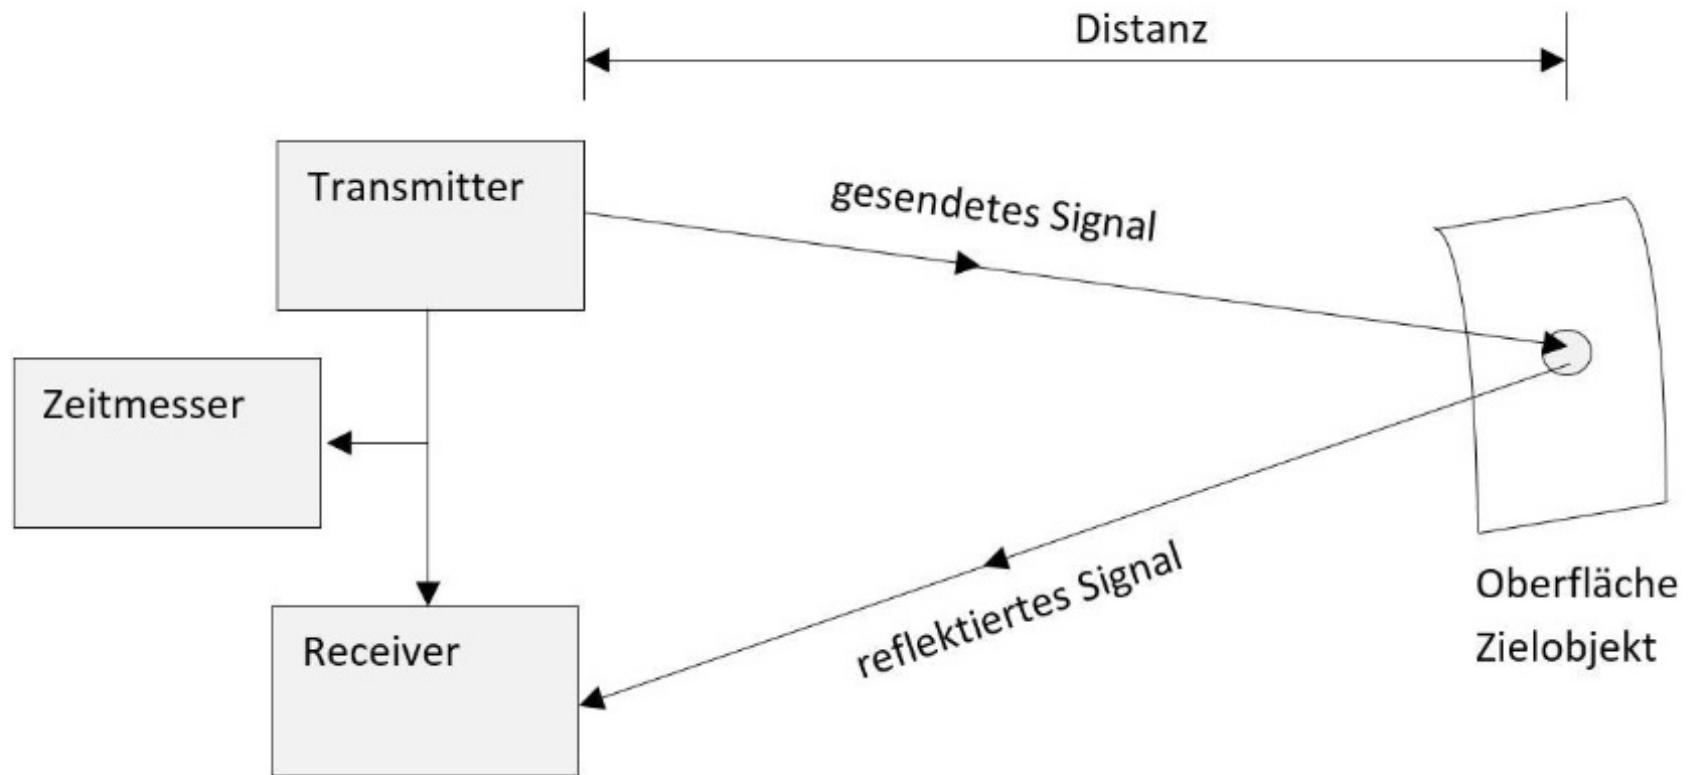 Distanz
Transmitter
gesendetes Signal
Zeitmesser
reflektiertes Signal
Receiver
Oberfläche
Zielobjekt